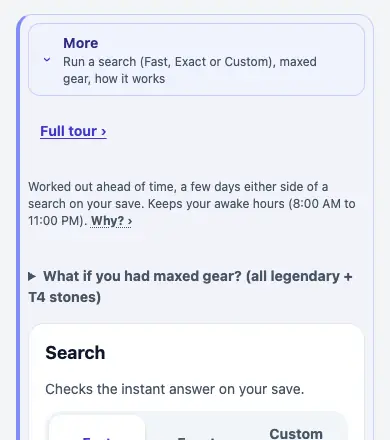 More
Run a search (Fast, Exact or Custom), maxed
gear, how it works
Full tour ›
Worked out ahead of time, a few days either side of a
search on your save. Keeps your awake hours (8:00 AM to
11:00 PM). Why? ›
▶ What if you had maxed gear? (all legendary +
T4 stones)
Search
Checks the instant answer on your save.
Custom